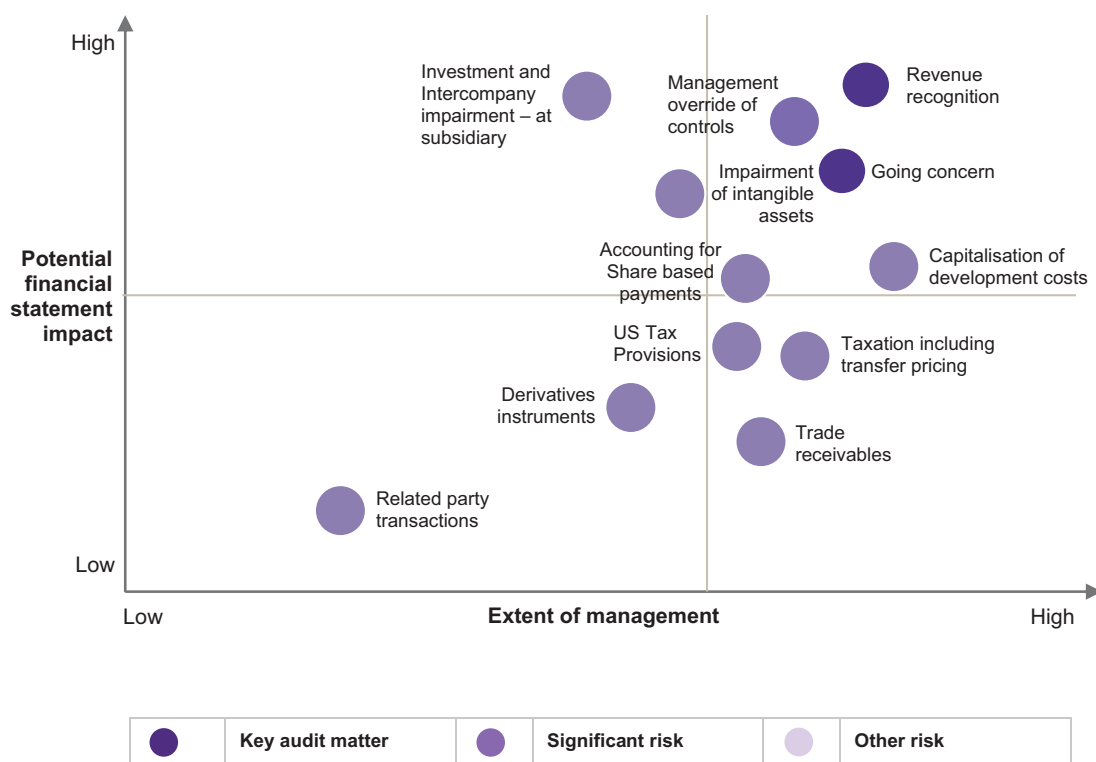 High
Investment and
Intercompany
impairment – at
subsidiary
Management
override of
controls
Revenue
recognition
Impairment
of intangible
assets
Going concern
Potential
financial
statement
impact
Accounting for
Share based
payments
Capitalisation of
development costs
US Tax
Provisions
Taxation including
transfer pricing
Derivatives
instruments
Trade
receivables
Related party
transactions
Low
Low
Extent of management
High
Key audit matter
Significant risk
Other risk